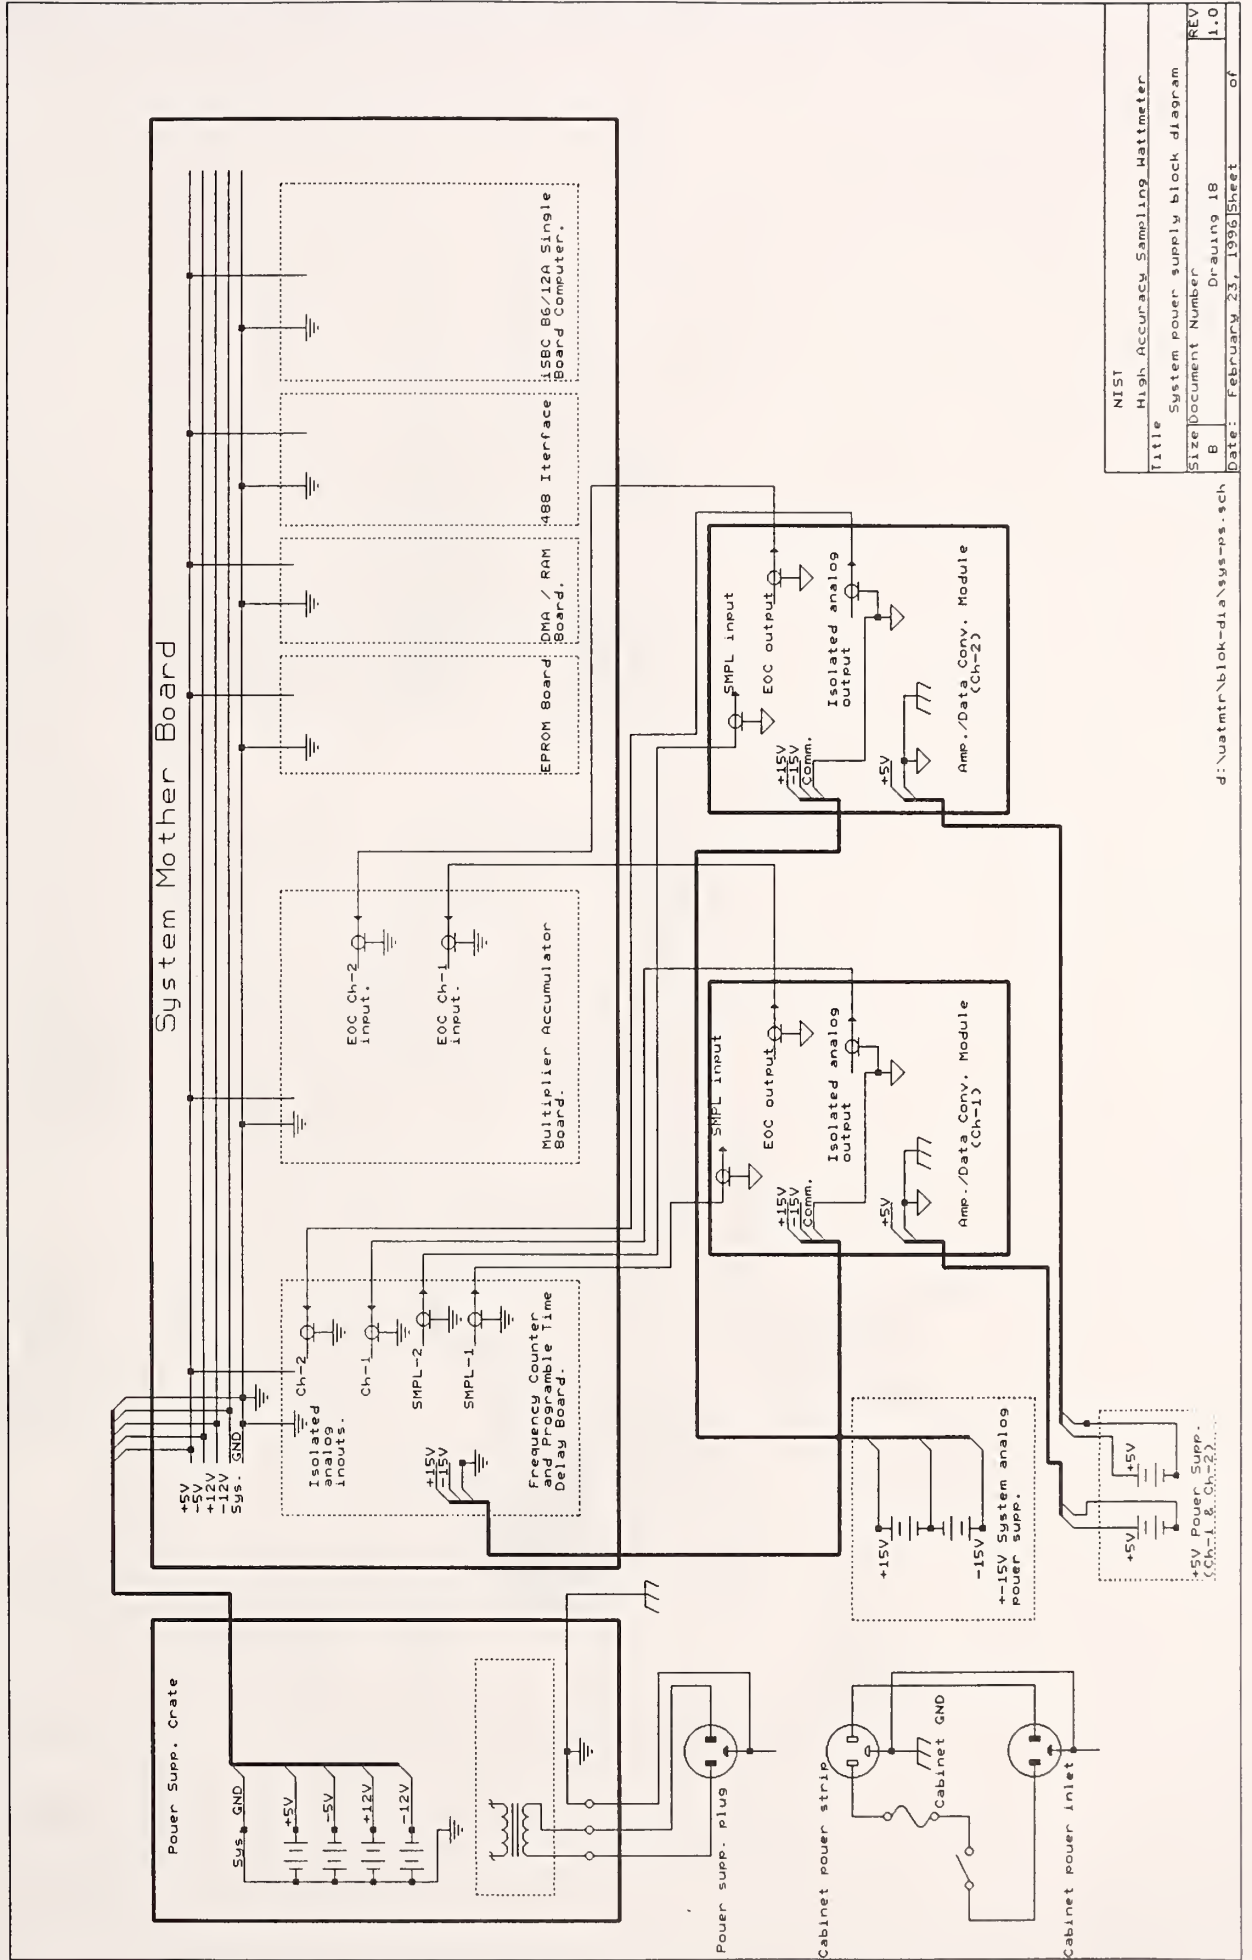 System Mother Board
+5V
-5V
+12V
-12V
Sys. GND
Isolated
analog
inouts.
Ch-2
Ch-1
SMPL-2
SMPL-1
+15V
-15V
Frequency Counter
and Programble Time
Delay Board.
EOC Ch-2
input.
EOC Ch-1
input.
Multiplier Accumulator
Board.
EPROM Board
DMA / RAM
Board.
488 Iterface
iSBC 86/12A Single
Board Computer.
Power Supp. Crate
Sys GND
+5V
-5V
+12V
-12V
Power supp. plug
Cabinet power strip
Cabinet GND
Cabinet power inlet
+15V
-15V
+-15V System analog
power supp.
+5V
+5V
+5V Power Supp.
(Ch-1 & Ch-2)
SMPL input
EOC output
Isolated analog
output
+15V
-15V
Comm.
+5V
Amp./Data Conv. Module
(Ch-1)
SMPL input
EOC output
Isolated analog
output
+15V
-15V
Comm.
+5V
Amp./Data Conv. Module
(Ch-2)
d:\watmtr\blok-dia\sys-ps.sch
NIST
High Accuracy Sampling Wattmeter
Title
System power supply block diagram
Size Document Number REV
B Drawing 18 1.0
Date: February 23, 1996 Sheet of